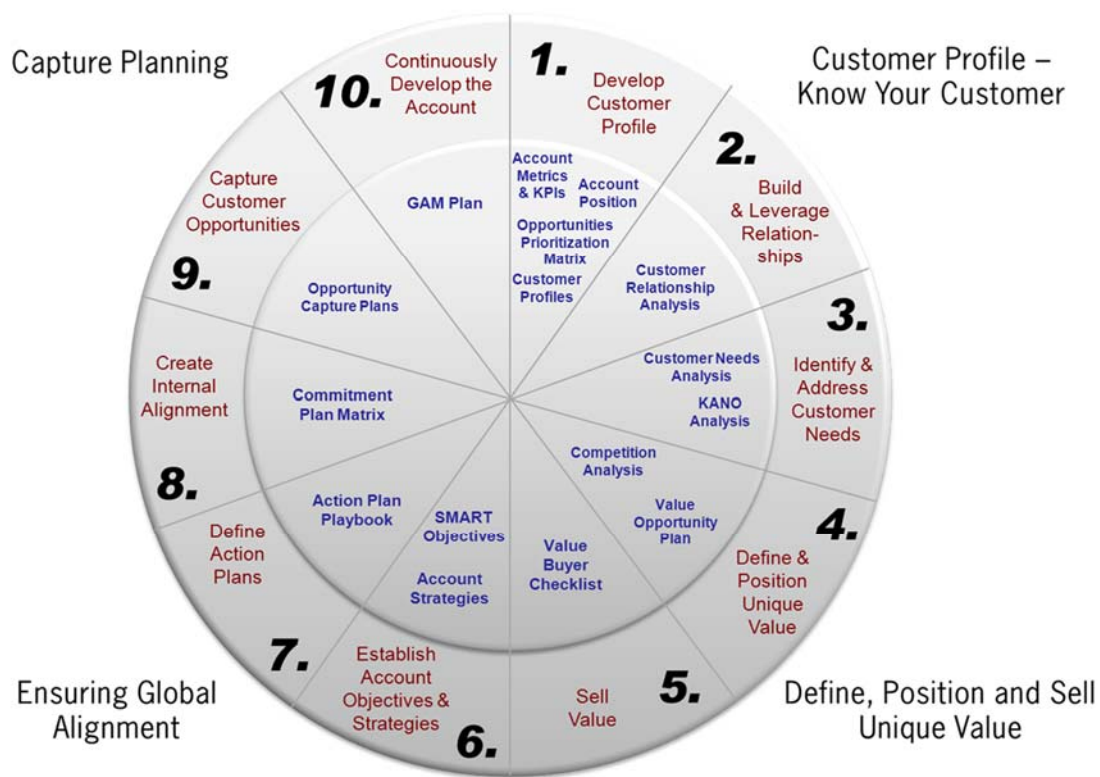 Capture Planning
Customer Profile –
Know Your Customer
1.
Develop
Customer
Profile
Account
Metrics
& KPIs
Account
Position
Opportunities
Prioritization
Matrix
Customer
Profiles
2.
Build
& Leverage
Relation-
ships
Customer
Relationship
Analysis
3.
Identify &
Address
Customer
Needs
Customer Needs
Analysis
KANO
Analysis
4.
Define &
Position
Unique
Value
Competition
Analysis
Value
Opportunity
Plan
5.
Sell
Value
Value
Buyer
Checklist
6.
Establish
Account
Objectives &
Strategies
SMART
Objectives
Account
Strategies
7.
Define
Action
Plans
Action Plan
Playbook
8.
Create
Internal
Alignment
Commitment
Plan Matrix
9.
Capture
Customer
Opportunities
Opportunity
Capture Plans
10.
Continuously
Develop the
Account
GAM Plan
Ensuring Global
Alignment
Define, Position and Sell
Unique Value